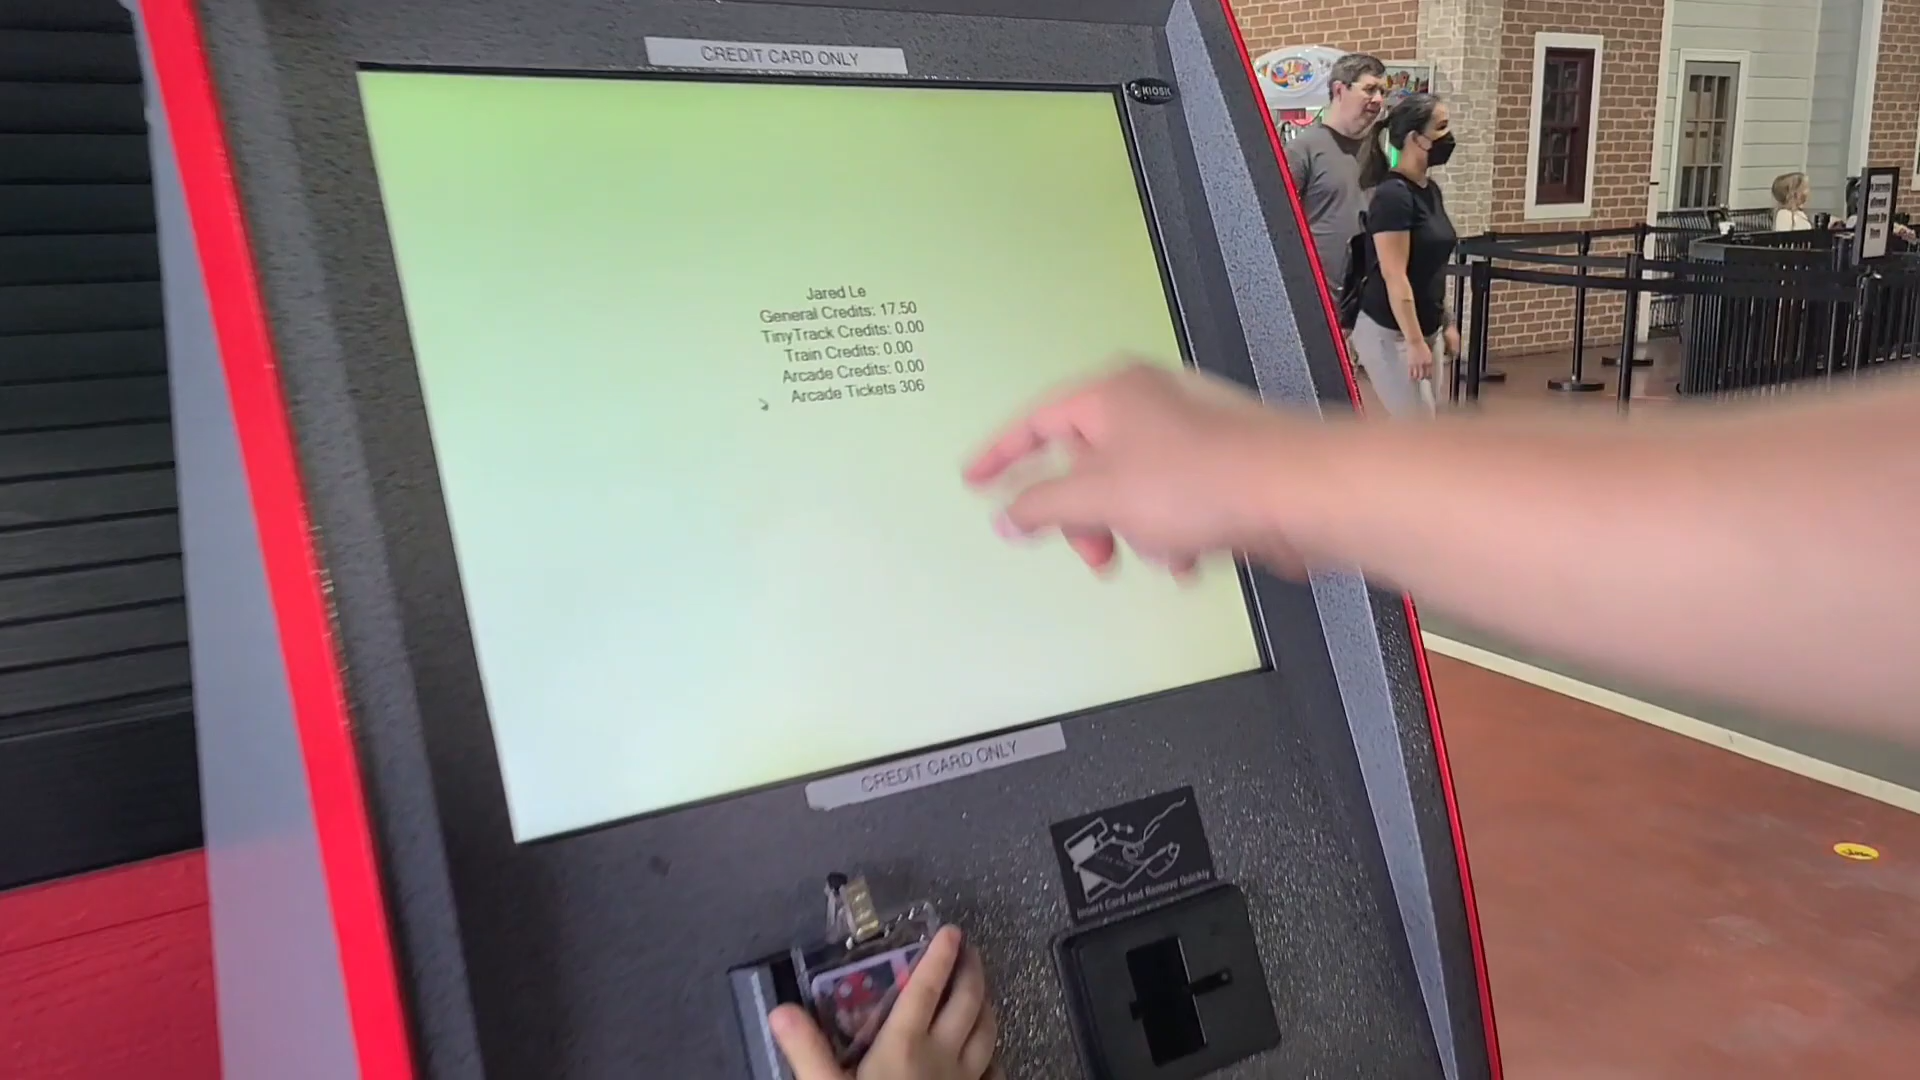 CREDIT CARD ONLY
KIOSK
Jared Le
General Credits: 17.50
TinyTrack Credits: 0.00
Train Credits: 0.00
Arcade Credits: 0.00
Arcade Tickets 306
CREDIT CARD ONLY
Insert Card And Remove Quickly